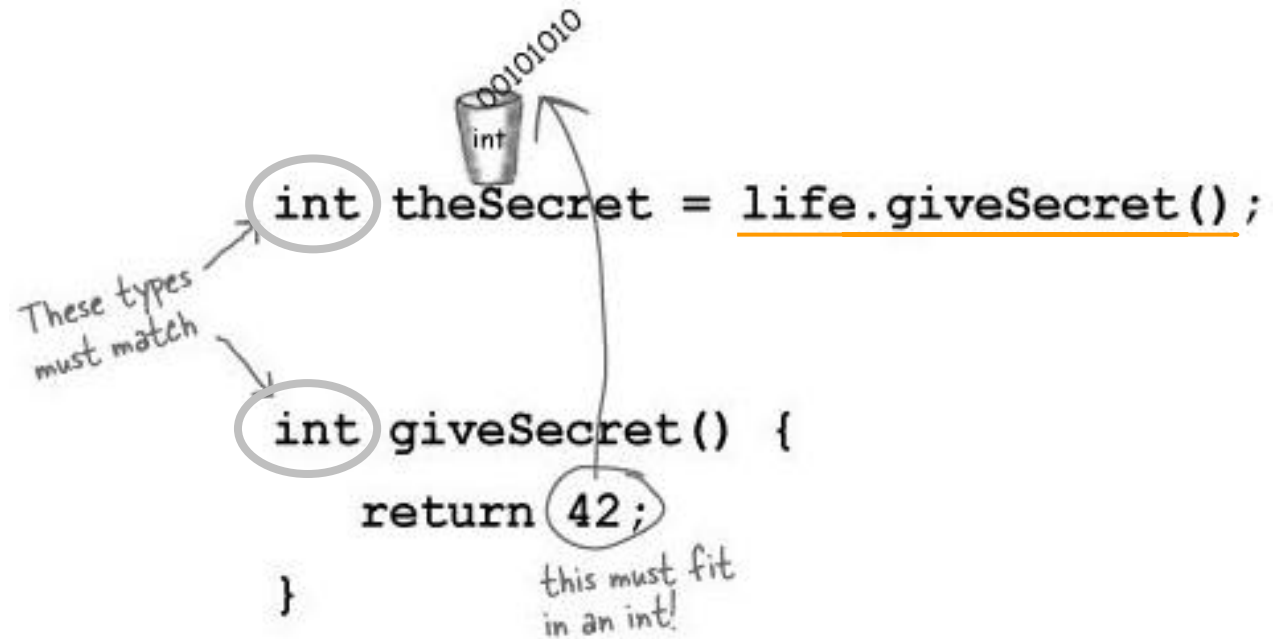 00101010
int
int theSecret = life.giveSecret();
These types
must match
int giveSecret() {
return 42;
this must fit
in an int!
}